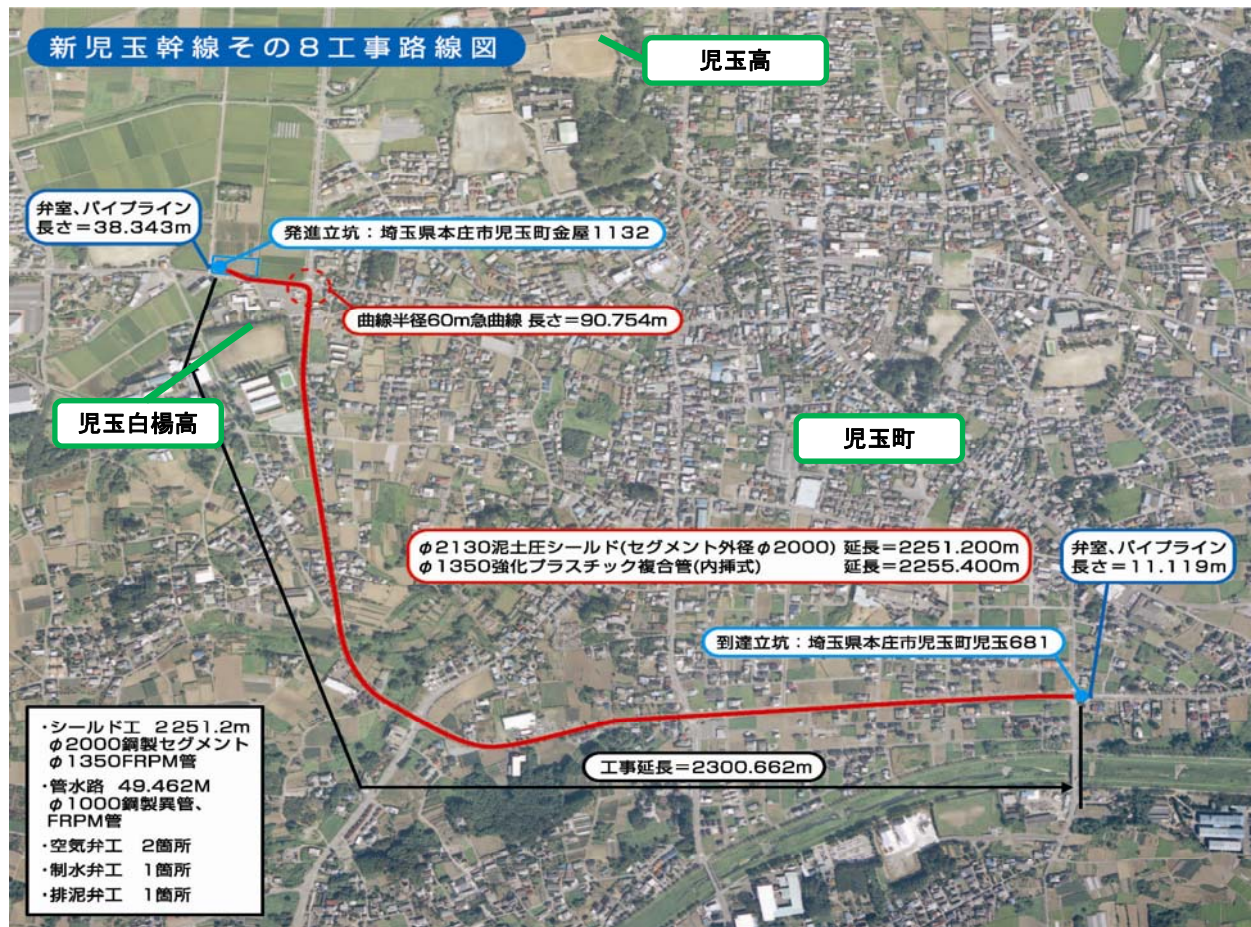 新児玉幹線その8工事路線図
児玉高
弁室、パイプライン
長さ=38.343m
発進立坑:埼玉県本庄市児玉町金屋1132
曲線半径60m急曲線 長さ=90.754m
児玉白楊高
児玉町
φ2130泥土圧シールド(セグメント外径φ2000) 延長=2251.200m
φ1350強化プラスチック複合管(内挿式) 延長=2255.400m
弁室、パイプライン
長さ=11.119m
到達立坑:埼玉県本庄市児玉町児玉681
工事延長=2300.662m
・シールド工 2251.2m
φ2000鋼製セグメント
φ1350FRPM管
・管水路 49.462M
φ1000鋼製異管、
FRPM管
・空気弁工 2箇所
・制水弁工 1箇所
・排泥弁工 1箇所